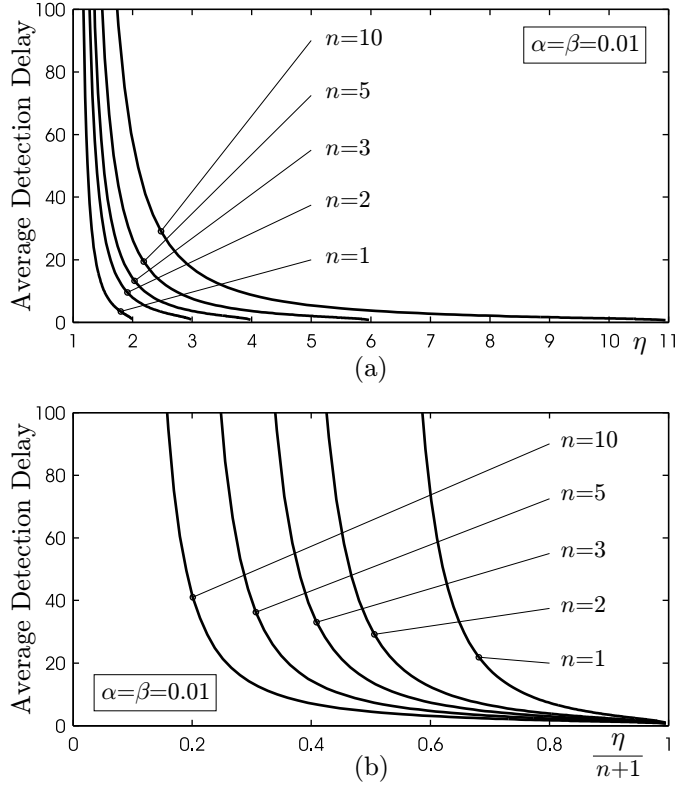 100
80
60
40
20
0
Average Detection Delay
n=10
n=5
n=3
n=2
n=1
α=β=0.01
1 2 3 4 5 6 7 8 9 10 11
η
(a)
100
80
60
40
20
0
Average Detection Delay
n=10
n=5
n=3
n=2
n=1
α=β=0.01
0 0.2 0.4 0.6 0.8 1
η
n+1
(b)